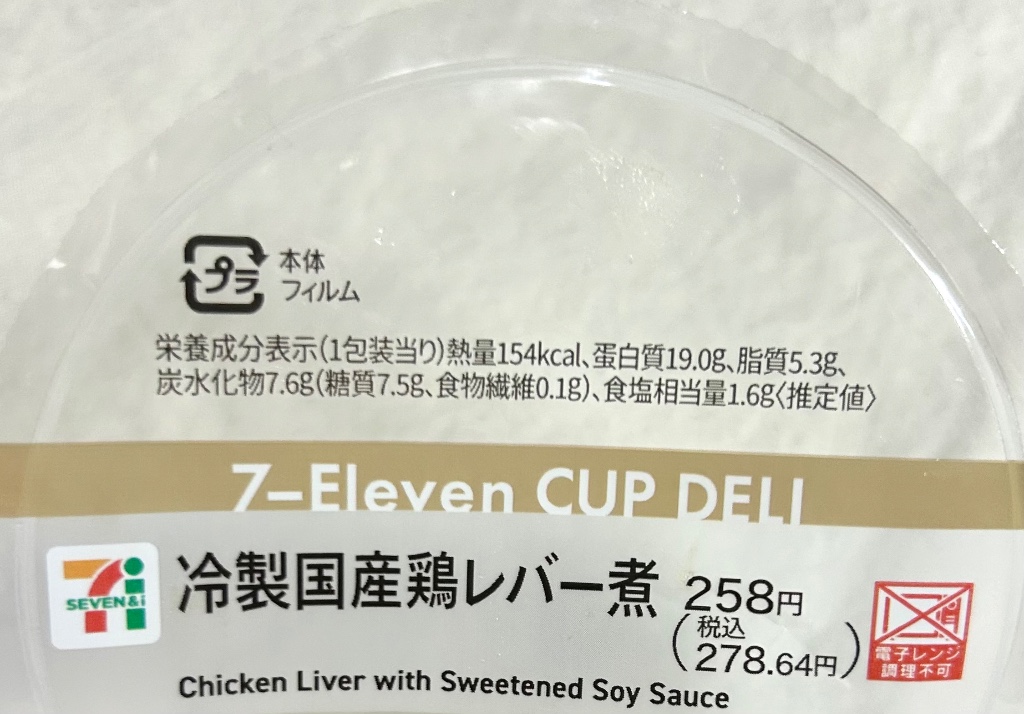 プラ
本体
フィルム
栄養成分表示(1包装当り)熱量154kcal、蛋白質19.0g、脂質5.3g、
炭水化物7.6g(糖質7.5g、食物繊維0.1g)、食塩相当量1.6g〈推定値〉
7-Eleven CUP DELI
SEVEN&i
冷製国産鶏レバー煮 258円
(税込
278.64円)
電子レンジ
調理不可
Chicken Liver with Sweetened Soy Sauce